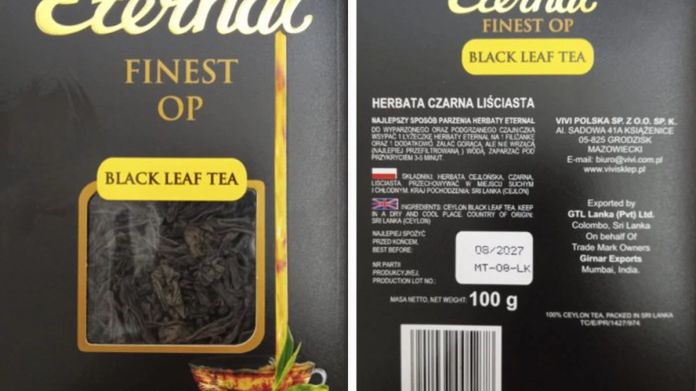 Eternal
FINEST
OP
BLACK LEAF TEA
Eternal
FINEST OP
BLACK LEAF TEA
HERBATA CZARNA LIŚCIASTA
NAJLEPSZY SPOSÓB PARZENIA HERBATY ETERNAL
DO WYPARZONEGO ORAZ PODGRZANEGO CZAJNICZKA
WSYPAĆ 1 ŁYŻECZKĘ HERBATY ETERNAL NA 1 FILIŻANKĘ
ORAZ 1 DODATKOWO. ZALAĆ GORĄCĄ, ALE NIE WRZĄCĄ
(NAJLEPIEJ PRZEFILTROWANĄ) WODĄ. ZAPARZAĆ POD
PRZYKRYCIEM 3-5 MINUT.
SKŁADNIKI: HERBATA CEJLOŃSKA, CZARNA,
LIŚCIASTA. PRZECHOWYWAĆ W MIEJSCU SUCHYM
I CHŁODNYM. KRAJ POCHODZENIA: SRI LANKA (CEJLON)
INGREDIENTS: CEYLON BLACK LEAF TEA. KEEP
IN A DRY AND COOL PLACE. COUNTRY OF ORIGIN:
SRI LANKA (CEYLON)
NAJLEPIEJ SPOŻYĆ
PRZED KOŃCEM,
BEST BEFORE:
08/2027
NR PARTII
PRODUKCYJNEJ,
PRODUCTION LOT NO.:
MT-08-LK
MASA NETTO, NET WEIGHT: 100 g
VIVI POLSKA SP. Z O.O. SP. K.
Al. SADOWA 41A KSIĄŻENICE
05-825 GRODZISK
MAZOWIECKI
E-mail: biuro@vivi.com.pl
www.vivisklep.pl
Exported by
GTL Lanka (Pvt) Ltd.
Colombo, Sri Lanka
On behalf Of
Trade Mark Owners
Girnar Exports
Mumbai, India.
100% CEYLON TEA, PACKED IN SRI LANKA
TC/E/PR/1427/974